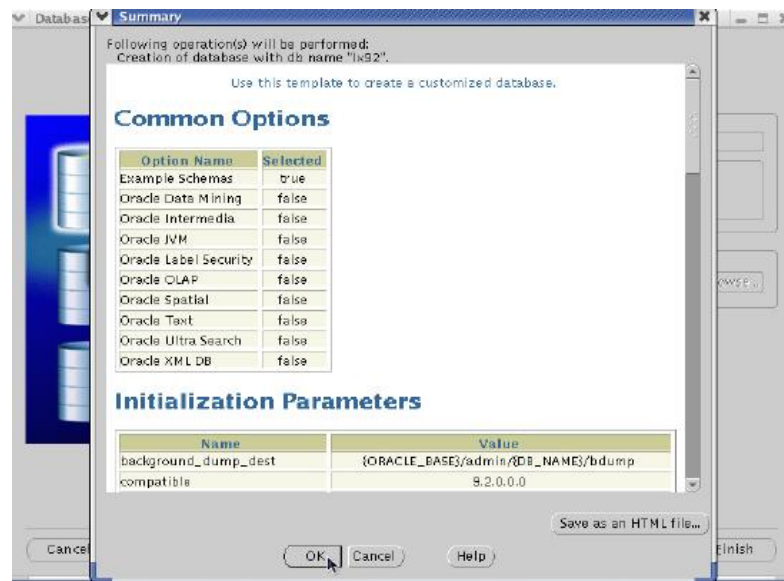 Databas
Summary
Following operation(s) will be performed:
Creation of database with db name "lx92".
Use this template to create a customized database.
Common Options
Option Name Selected
Example Schemas true
Oracle Data Mining false
Oracle Intermedia false
Oracle JVM false
Oracle Label Security false
Oracle OLAP false
Oracle Spatial false
Oracle Text false
Oracle Ultra Search false
Oracle XML DB false
Initialization Parameters
Name Value
background_dump_dest {ORACLE_BASE}/admin/{DB_NAME}/bdump
compatible 9.2.0.0.0
owse...
Save as an HTML file...
Cancel
OK
Cancel
Help
Finish